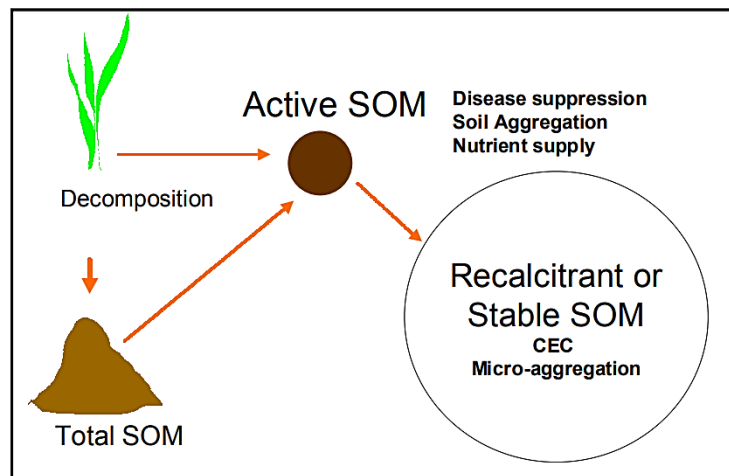 Active SOM
Disease suppression
Soil Aggregation
Nutrient supply
Decomposition
Recalcitrant or
Stable SOM
CEC
Micro-aggregation
Total SOM